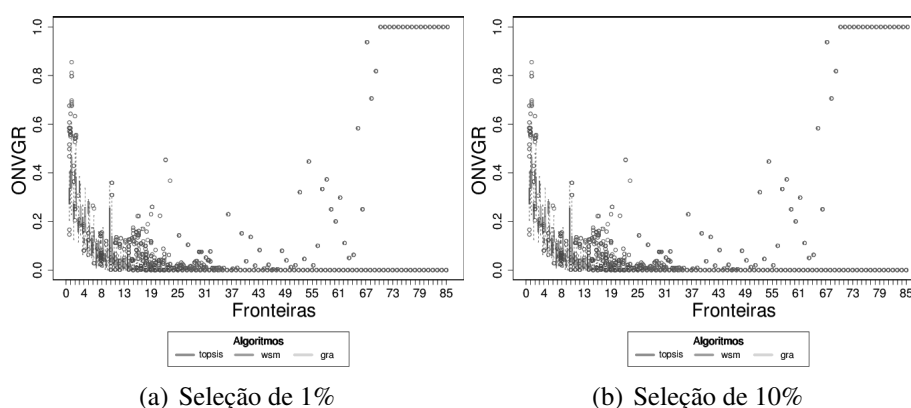 ONVGR
1.0
0.8
0.6
0.4
0.2
0.0
0 4 8 13 19 25 31 37 43 49 55 61 67 73 79 85
Fronteiras
Algoritmos
topsis wsm gra
(a) Seleção de 1%
ONVGR
1.0
0.8
0.6
0.4
0.2
0.0
0 4 8 13 19 25 31 37 43 49 55 61 67 73 79 85
Fronteiras
Algoritmos
topsis wsm gra
(b) Seleção de 10%